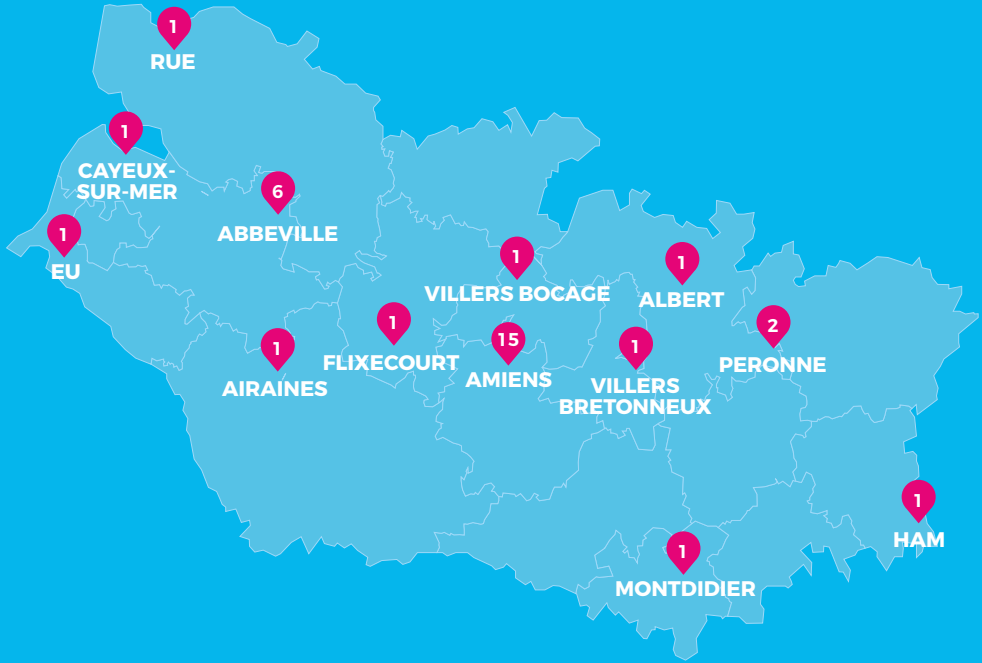 1
RUE
1
CAYEUX-
SUR-MER
6
ABBEVILLE
1
EU
1
VILLERS BOCAGE
1
ALBERT
1
FLIXECOURT
15
AMIENS
1
VILLERS
BRETONNEUX
2
PERONNE
1
AIRAINES
1
HAM
1
MONTDIDIER